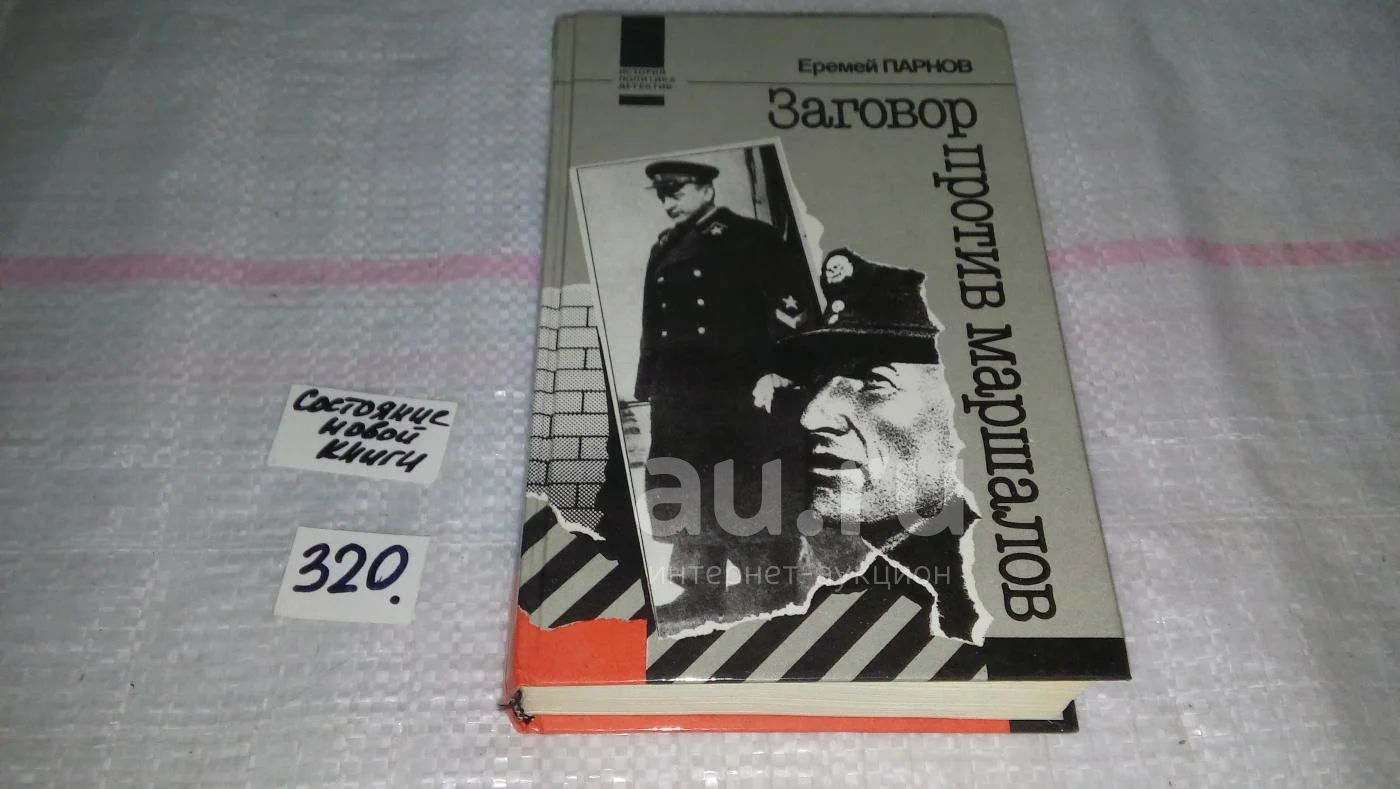 ИСТОРИЯ
ПОЛИТИКА
ДЕТЕКТИВ
Еремей ПАРНОВ
Заговор
против маршалов
Состояние
новой
книги
320.
au.ru
интернет-аукцион